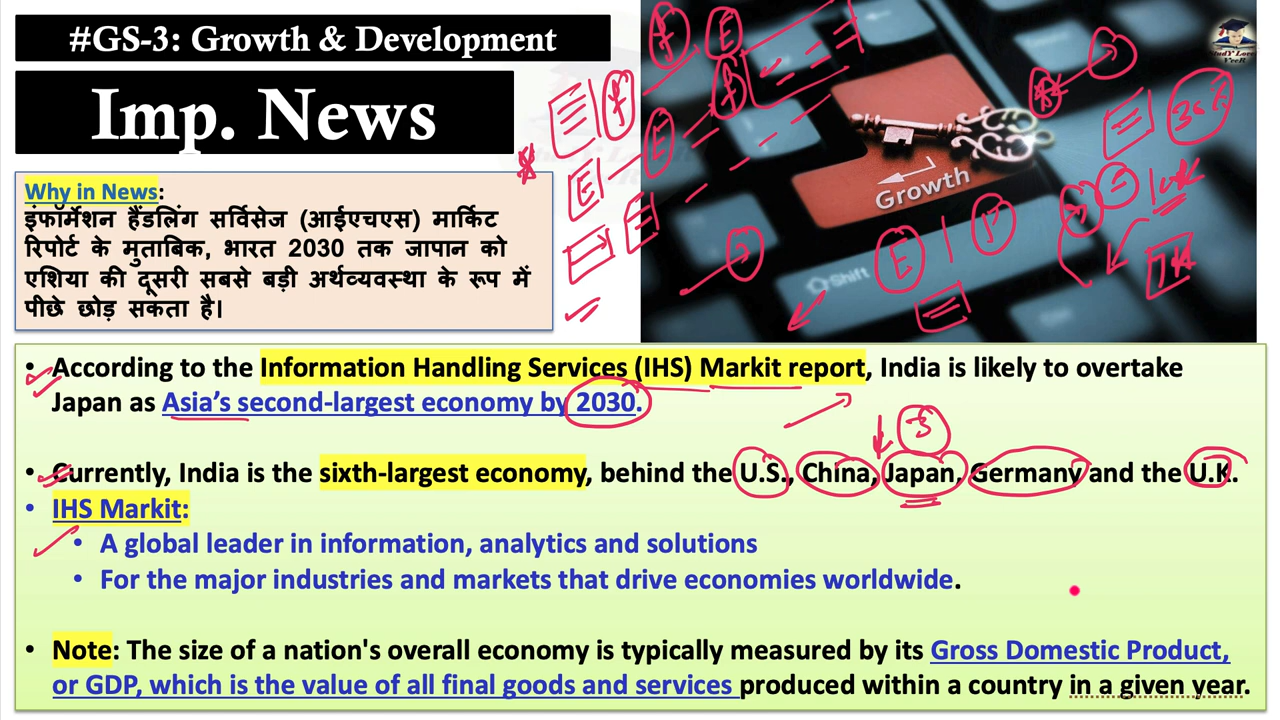 #GS-3: Growth & Development
Imp. News
Why in News:
इंफॉर्मेशन हैंडलिंग सर्विसेज (आईएचएस) मार्किट
रिपोर्ट के मुताबिक, भारत 2030 तक जापान को
एशिया की दूसरी सबसे बड़ी अर्थव्यवस्था के रूप में
पीछे छोड़ सकता है।
Growth
Shift
• According to the Information Handling Services (IHS) Markit report, India is likely to overtake
Japan as Asia's second-largest economy by 2030.
3
• Currently, India is the sixth-largest economy, behind the U.S., China, Japan, Germany and the U.K.
• IHS Markit:
• A global leader in information, analytics and solutions
• For the major industries and markets that drive economies worldwide.
• Note: The size of a nation's overall economy is typically measured by its Gross Domestic Product,
or GDP, which is the value of all final goods and services produced within a country in a given year.